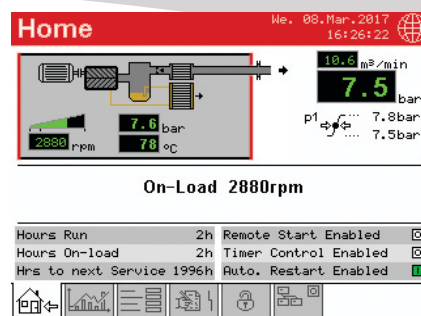 Home
We. 08.Mar.2017
16:26:22
10.6 m³/min
7.5 bar
p1 7.8bar
7.5bar
7.6 bar
2880 rpm 78 °C
On-Load 2880rpm
Hours Run 2h Remote Start Enabled
Hours On-load 2h Timer Control Enabled
Hrs to next Service 1996h Auto. Restart Enabled